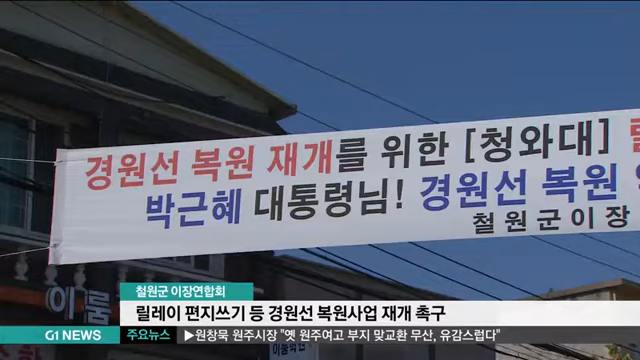 경원선 복원 재개를 위한 [청와대]
박근혜 대통령님! 경원선 복원
철원군이장
이룸
철원군 이장연합회
릴레이 편지쓰기 등 경원선 복원사업 재개 촉구
G1 NEWS
주요뉴스
▶원창묵 원주시장 "옛 원주여고 부지 맞교환 무산, 유감스럽다"